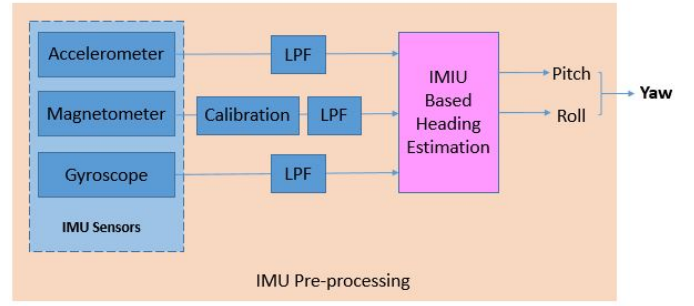 Accelerometer
LPF
Magnetometer
Calibration
LPF
Gyroscope
LPF
IMU Sensors
IMIU
Based
Heading
Estimation
Pitch
Roll
Yaw
IMU Pre-processing